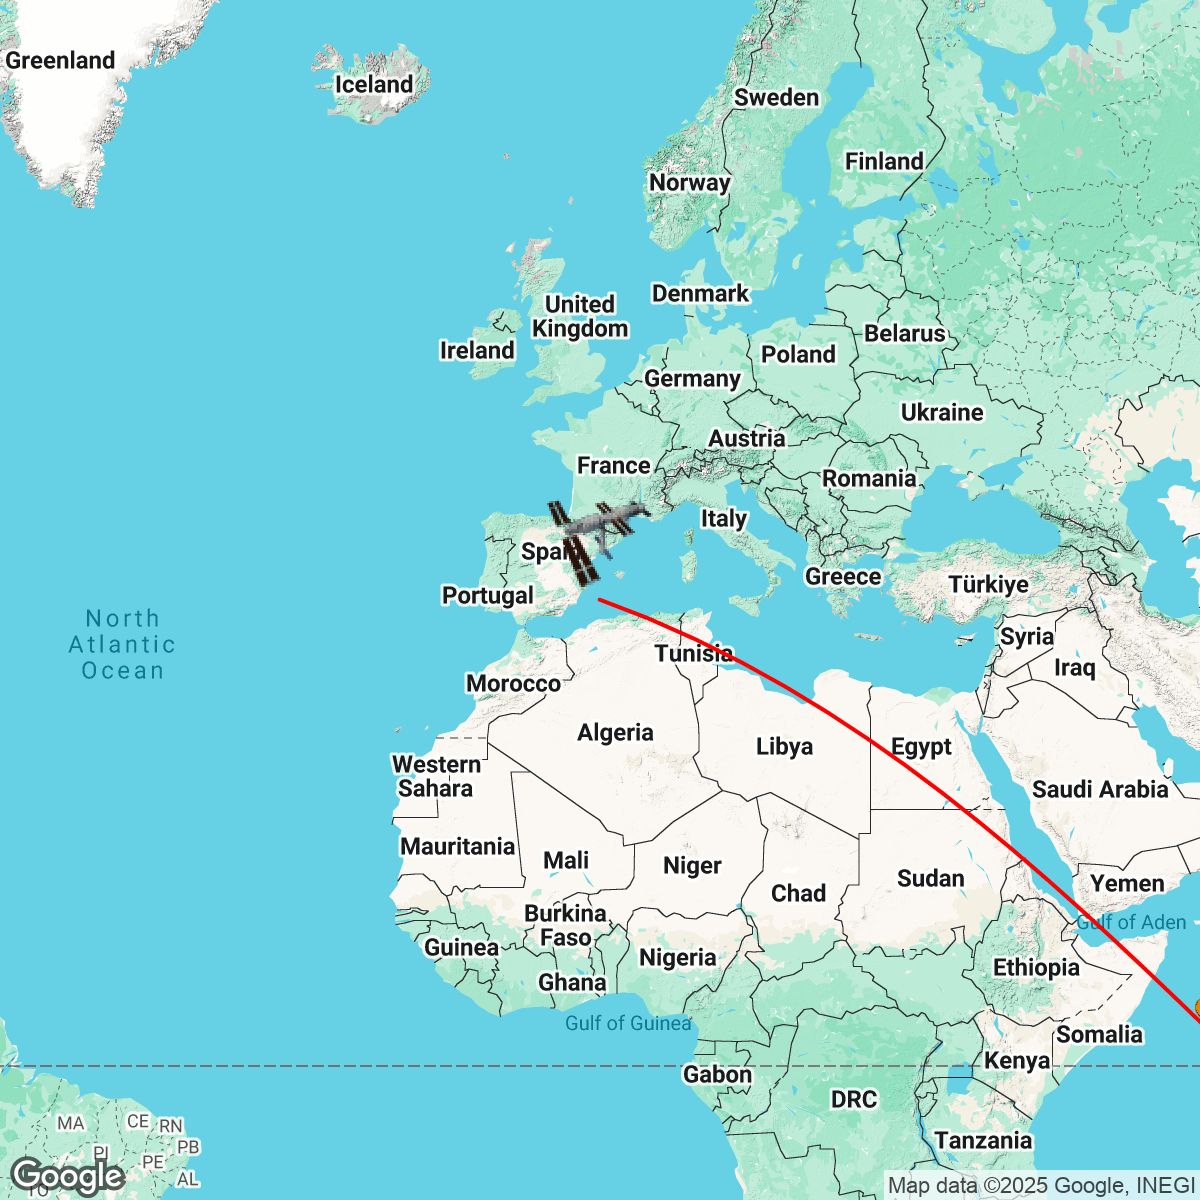 Greenland
Iceland
Sweden
Finland
Norway
Denmark
United
Kingdom
Ireland
Belarus
Poland
Germany
Ukraine
Austria
France
Romania
Italy
Spain
Greece
Türkiye
Portugal
North
Atlantic
Ocean
Syria
Tunisia
Iraq
Morocco
Algeria
Libya
Egypt
Western
Sahara
Saudi Arabia
Mauritania
Mali
Niger
Chad
Sudan
Yemen
Burkina
Faso
Gulf of Aden
Guinea
Nigeria
Ethiopia
Ghana
Gulf of Guinea
Somalia
Kenya
Gabon
DRC
MA
CE
RN
PI
PB
PE
Tanzania
AL
TO
Google
Map data ©2025 Google, INEGI